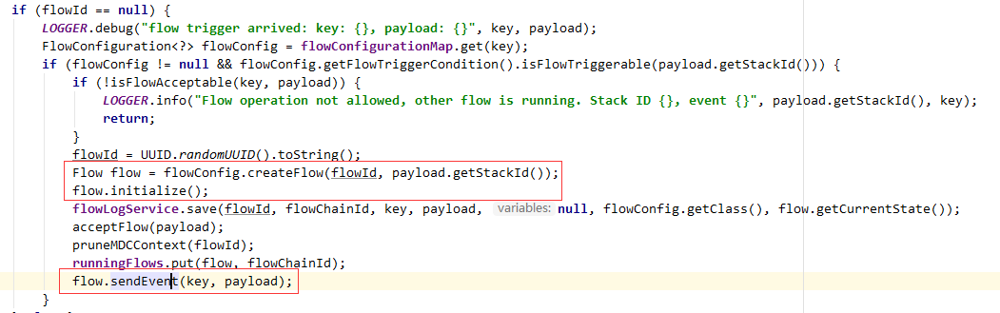 if (flowId == null) {
LOGGER.debug("flow trigger arrived: key: {}, payload: {}", key, payload);
FlowConfiguration<?> flowConfig = flowConfigurationMap.get(key);
if (flowConfig != null && flowConfig.getFlowTriggerCondition().isFlowTriggerable(payload.getStackId())) {
if (!isFlowAcceptable(key, payload)) {
LOGGER.info("Flow operation not allowed, other flow is running. Stack ID {}, event {}", payload.getStackId(), key);
return;
}
flowId = UUID.randomUUID().toString();
Flow flow = flowConfig.createFlow(flowId, payload.getStackId());
flow.initialize();
flowLogService.save(flowId, flowChainId, key, payload, variables: null, flowConfig.getClass(), flow.getCurrentState());
acceptFlow(payload);
pruneMDCContext(flowId);
runningFlows.put(flow, flowChainId);
flow.sendEvent(key, payload);
}